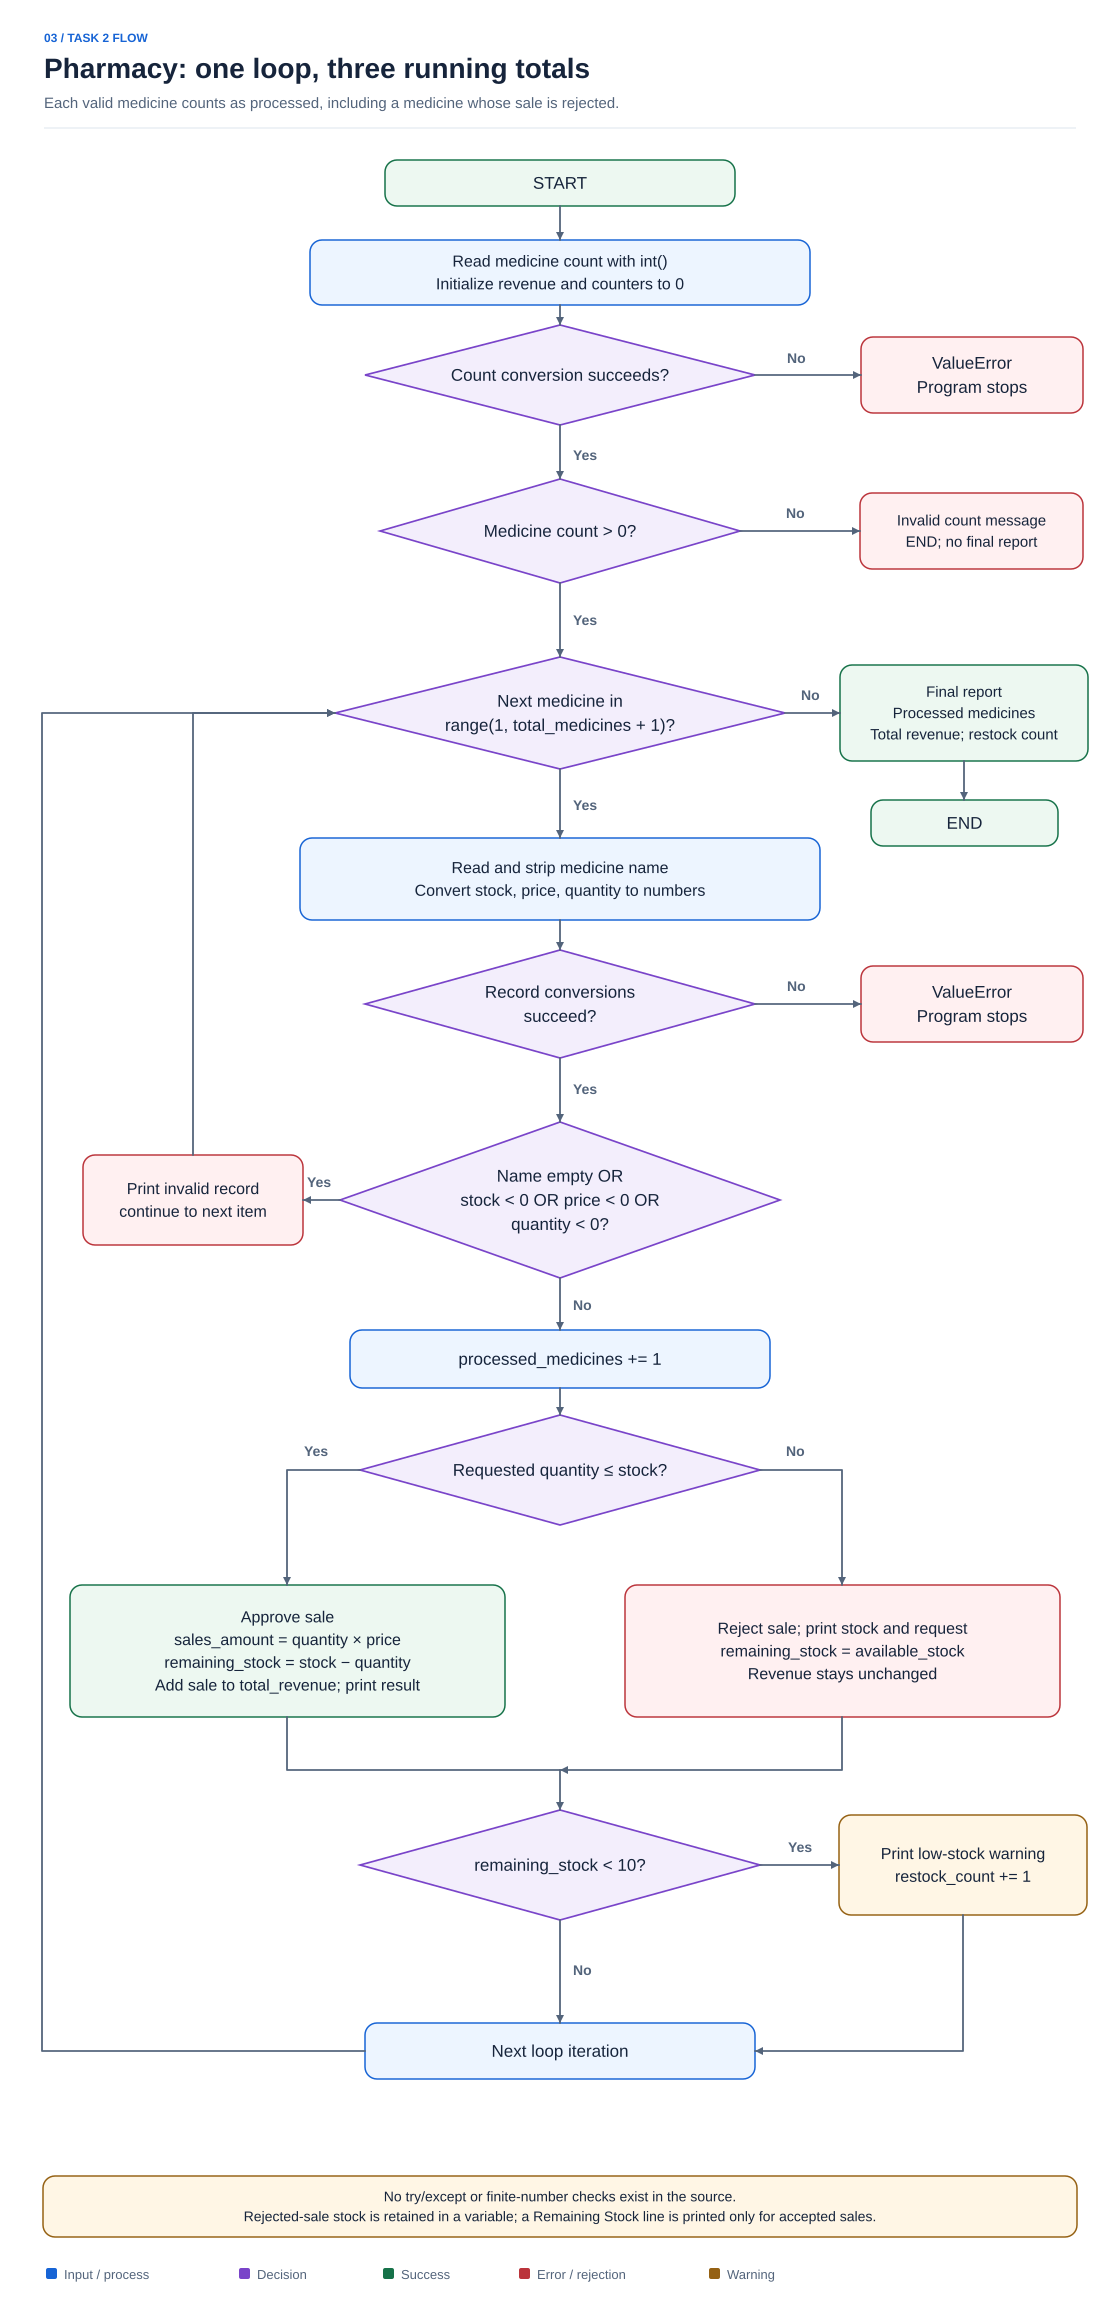 03 / TASK 2 FLOW
Pharmacy: one loop, three running totals
Each valid medicine counts as processed, including a medicine whose sale is rejected.
START
Read medicine count with int()
Initialize revenue and counters to 0
Count conversion succeeds?
No
ValueError
Program stops
Yes
Medicine count > 0?
No
Invalid count message
END; no final report
Yes
Next medicine in
range(1, total_medicines + 1)?
No
Final report
Processed medicines
Total revenue; restock count
END
Yes
Read and strip medicine name
Convert stock, price, quantity to numbers
Record conversions
succeed?
No
ValueError
Program stops
Yes
Name empty OR
stock < 0 OR price < 0 OR
quantity < 0?
Yes
Print invalid record
continue to next item
No
processed_medicines += 1
Requested quantity ≤ stock?
Yes
No
Approve sale
sales_amount = quantity × price
remaining_stock = stock − quantity
Add sale to total_revenue; print result
Reject sale; print stock and request
remaining_stock = available_stock
Revenue stays unchanged
remaining_stock < 10?
Yes
Print low-stock warning
restock_count += 1
No
Next loop iteration
No try/except or finite-number checks exist in the source.
Rejected-sale stock is retained in a variable; a Remaining Stock line is printed only for accepted sales.
Input / process
Decision
Success
Error / rejection
Warning